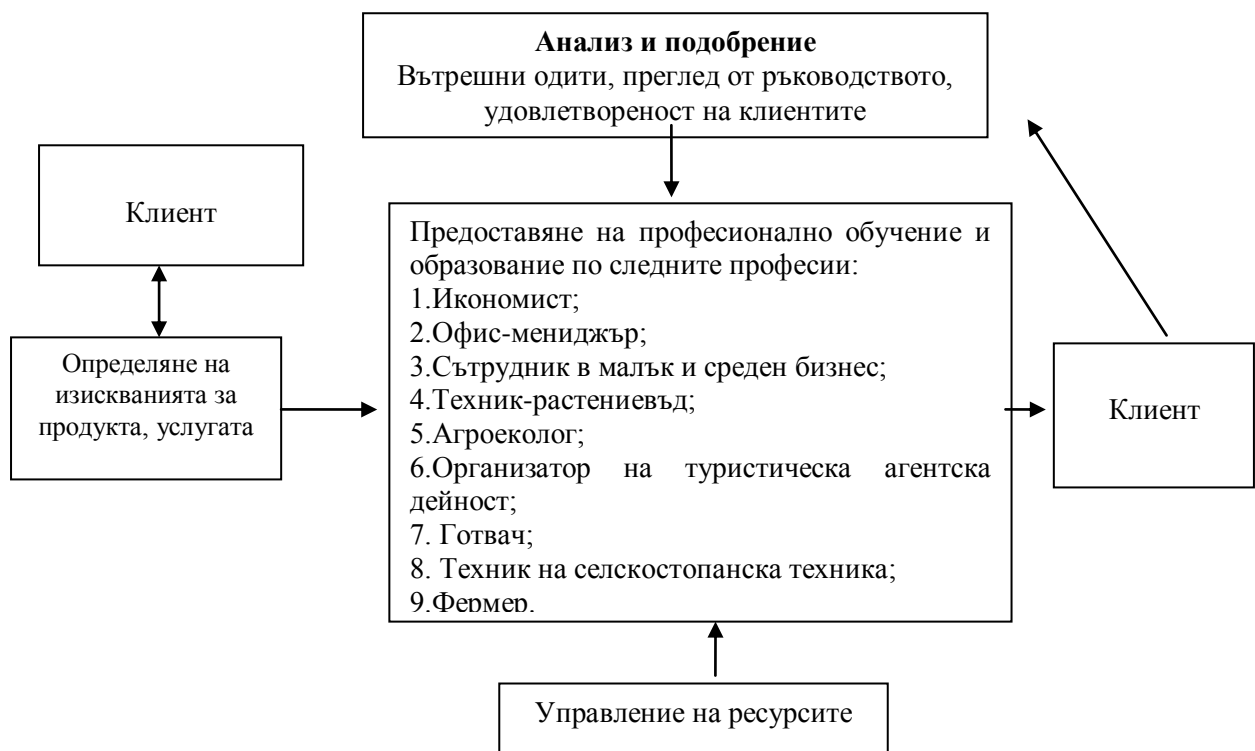 Анализ и подобрение
Вътрешни одити, преглед от ръководството,
удовлетвореност на клиентите
Клиент
Определяне на
изискванията за
продукта, услугата
Предоставяне на професионално обучение и
образование по следните професии:
1.Икономист;
2.Офис-мениджър;
3.Сътрудник в малък и среден бизнес;
4.Техник-растениевъд;
5.Агроеколог;
6.Организатор на туристическа агентска
дейност;
7. Готвач;
8. Техник на селскостопанска техника;
9.Фермер.
Клиент
Управление на ресурсите